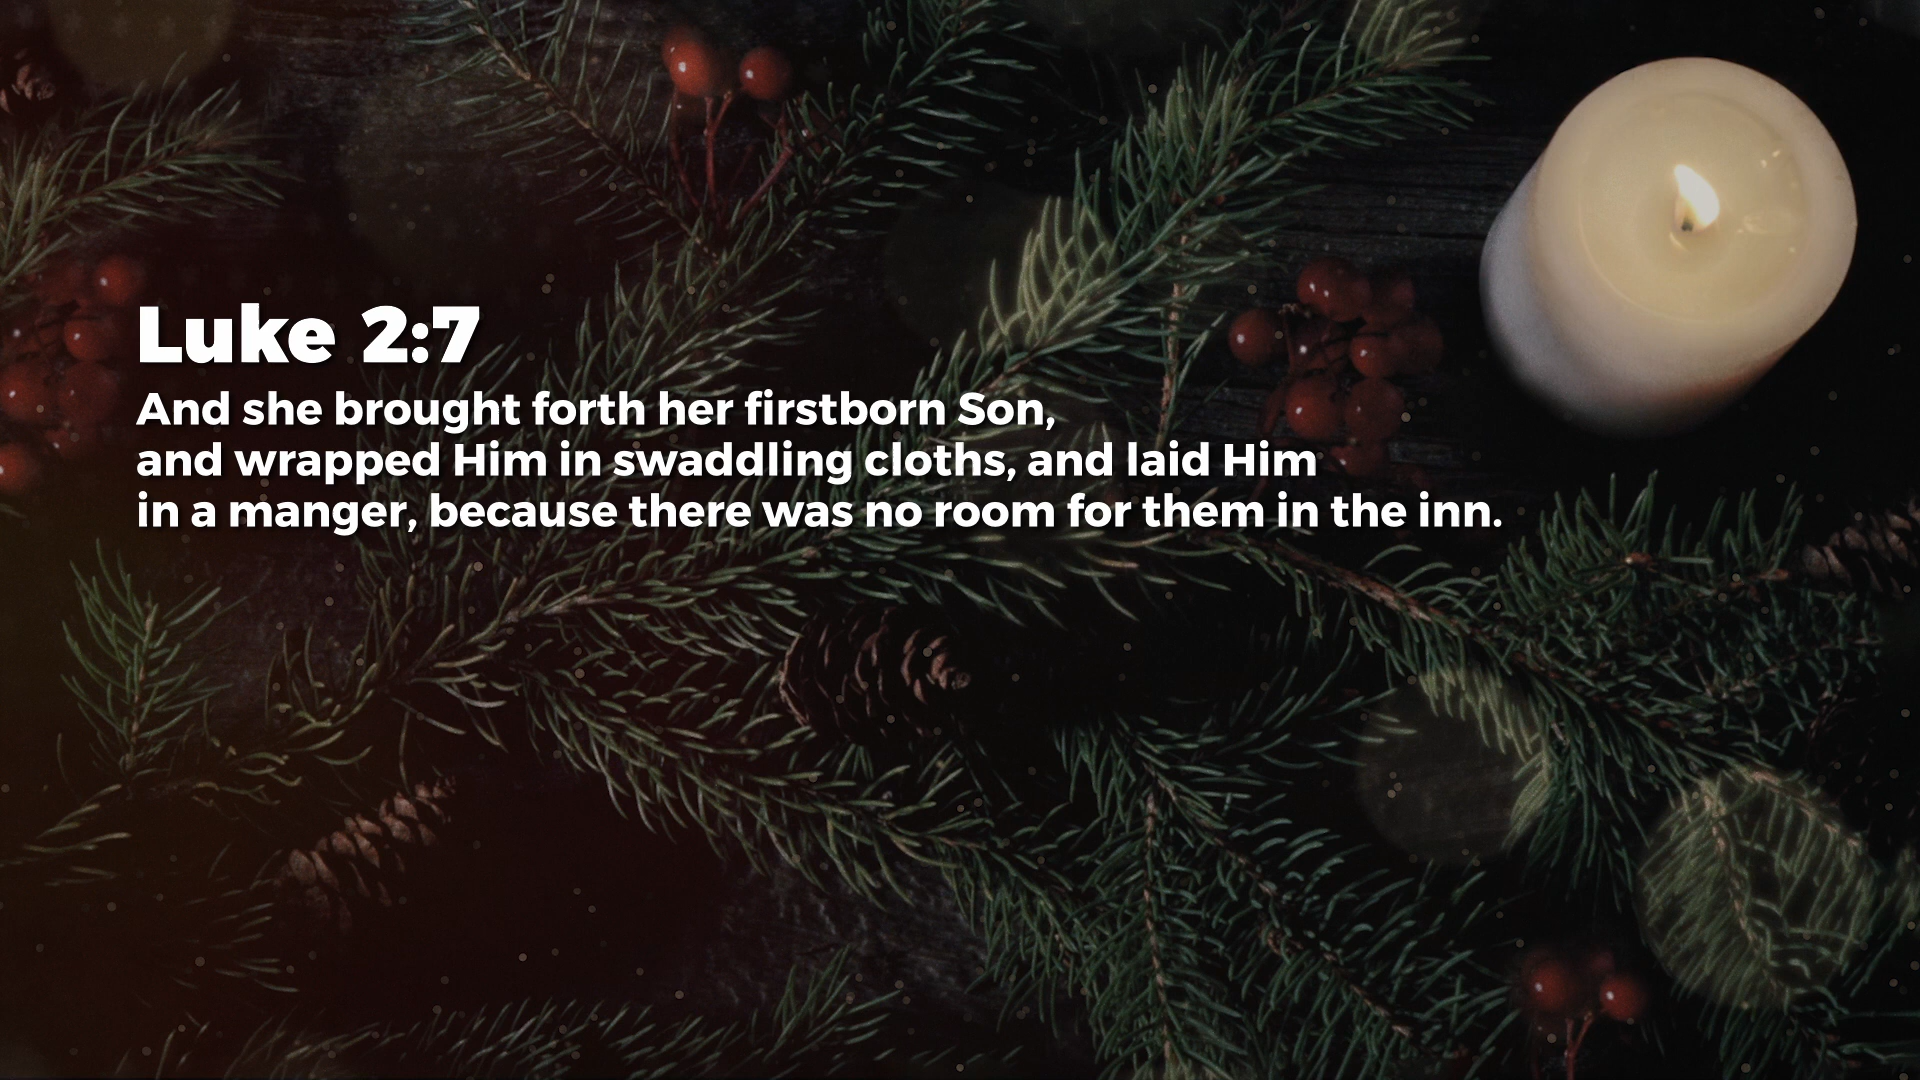 Luke 2:7
And she brought forth her firstborn Son,
and wrapped Him in swaddling cloths, and laid Him
in a manger, because there was no room for them in the inn.